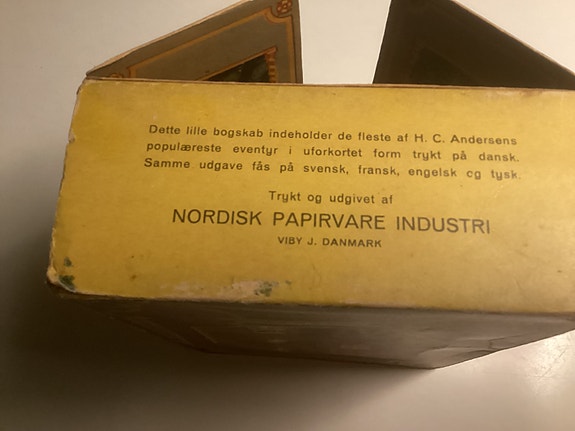 Dette lille bogskab indeholder de fleste af H. C. Andersens
populæreste eventyr i uforkortet form trykt på dansk.
Samme udgave fås på svensk, fransk, engelsk og tysk.
Trykt og udgivet af
NORDISK PAPIRVARE INDUSTRI
VIBY J. DANMARK